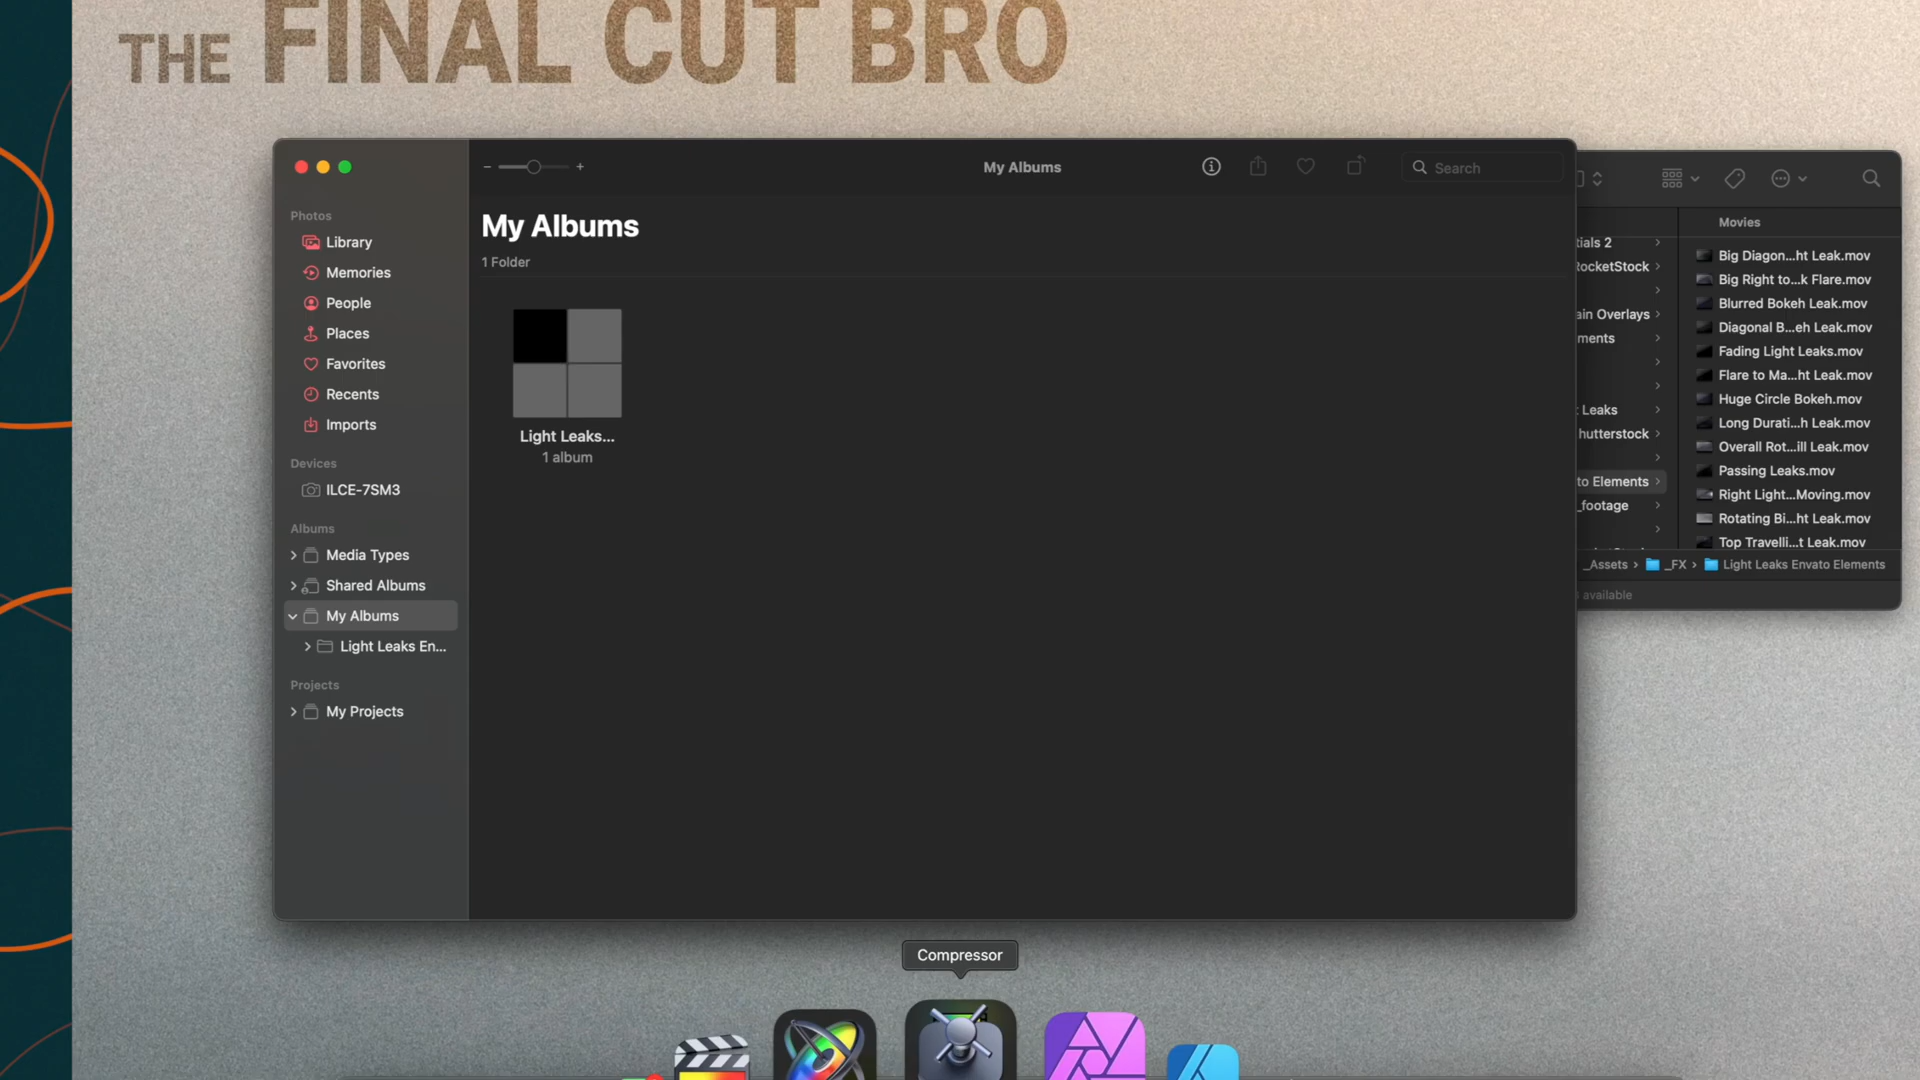 THE FINAL CUT BRO
My Albums
Search
My Albums
1 Folder
Light Leaks...
1 album
Photos
Library
Memories
People
Places
Favorites
Recents
Imports
Devices
ILCE-7SM3
Albums
Media Types
Shared Albums
My Albums
Light Leaks En...
Projects
My Projects
tials 2
RocketStock
ain Overlays
ments
Leaks
hutterstock
to Elements
_footage
Movies
Big Diagon...ht Leak.mov
Big Right to...k Flare.mov
Blurred Bokeh Leak.mov
Diagonal B...eh Leak.mov
Fading Light Leaks.mov
Flare to Ma...ht Leak.mov
Huge Circle Bokeh.mov
Long Durati...h Leak.mov
Overall Rot...ill Leak.mov
Passing Leaks.mov
Right Light...Moving.mov
Rotating Bi...ht Leak.mov
Top Travelli...t Leak.mov
_Assets › _FX › Light Leaks Envato Elements
available
Compressor